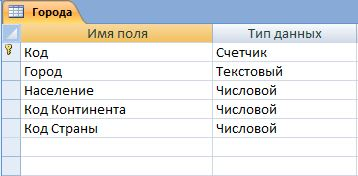 Города
Имя поля Тип данных
Код Счетчик
Город Текстовый
Население Числовой
Код Континента Числовой
Код Страны Числовой